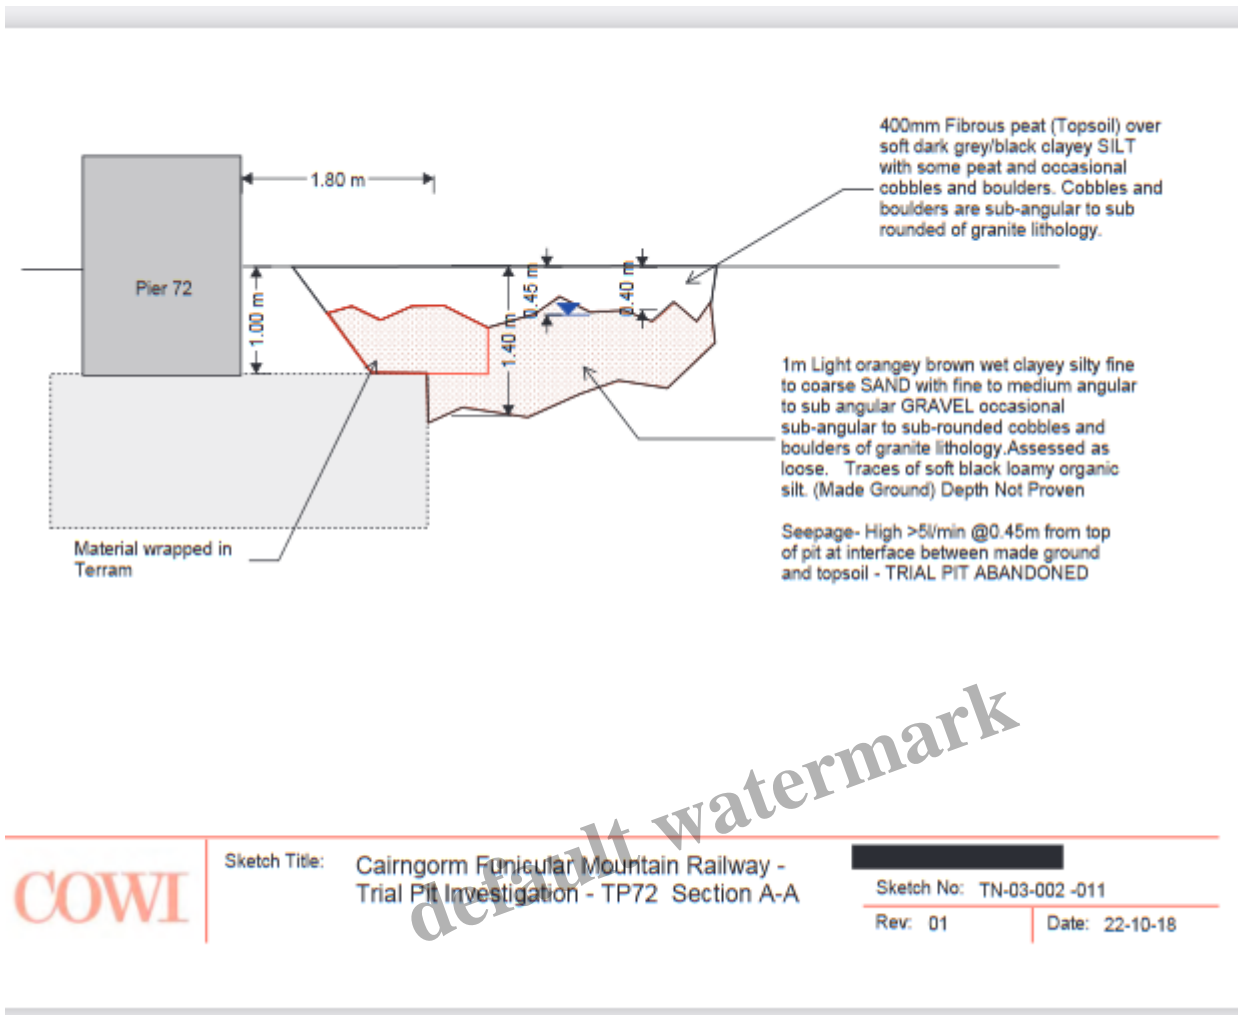 400mm Fibrous peat (Topsoil) over
soft dark grey/black clayey SILT
with some peat and occasional
cobbles and boulders. Cobbles and
boulders are sub-angular to sub
rounded of granite lithology.
1.80 m
Pier 72
1.00 m
1.40 m
0.45 m
0.40 m
1m Light orangey brown wet clayey silty fine
to coarse SAND with fine to medium angular
to sub angular GRAVEL occasional
sub-angular to sub-rounded cobbles and
boulders of granite lithology.Assessed as
loose. Traces of soft black loamy organic
silt. (Made Ground) Depth Not Proven
Seepage- High >5l/min @0.45m from top
of pit at interface between made ground
and topsoil - TRIAL PIT ABANDONED
Material wrapped in
Terram
default watermark
COWI
Sketch Title:
Cairngorm Funicular Mountain Railway -
Trial Pit Investigation - TP72 Section A-A
Sketch No: TN-03-002 -011
Rev: 01
Date: 22-10-18